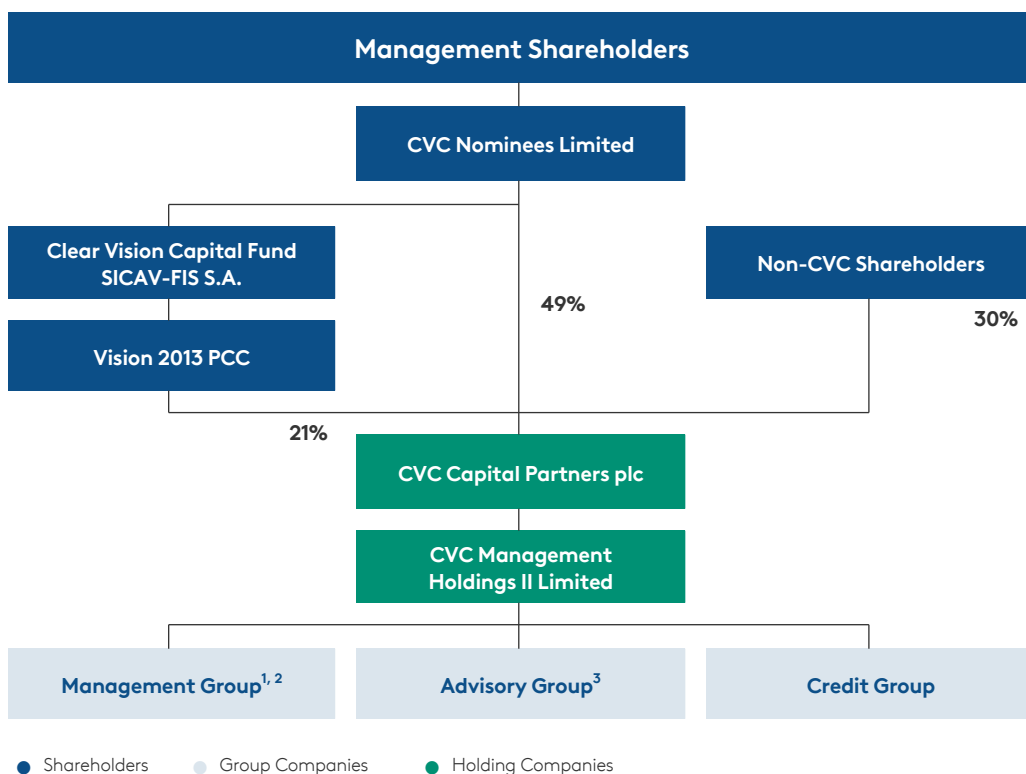 Management Shareholders
CVC Nominees Limited
Clear Vision Capital Fund
SICAV-FIS S.A.
Non-CVC Shareholders
49%
30%
Vision 2013 PCC
21%
CVC Capital Partners plc
CVC Management
Holdings II Limited
Management Group1, 2
Advisory Group3
Credit Group
Shareholders
Group Companies
Holding Companies